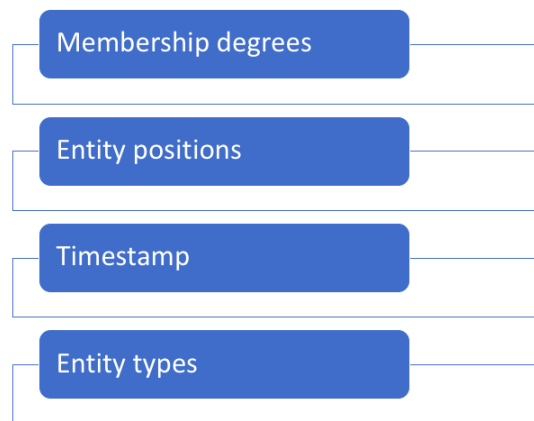 Membership degrees
Entity positions
Timestamp
Entity types